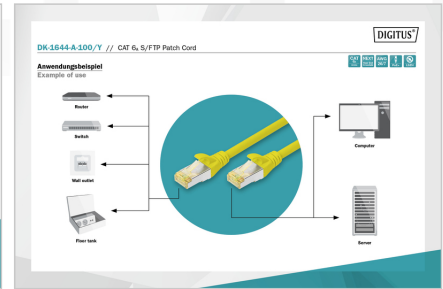 DIGITUS®
DK-1644-A-100/Y // CAT 6A S/FTP Patch Cord
Anwendungsbeispiel
Example of use
Router
Switch
Wall outlet
Floor tank
Computer
Server